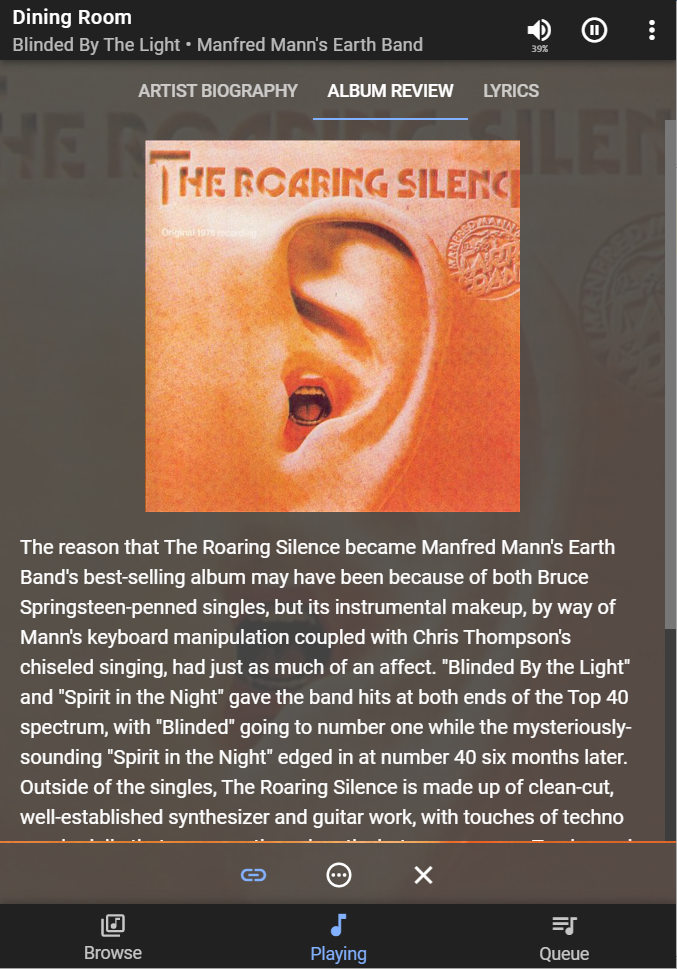 Dining Room
Blinded By The Light • Manfred Mann's Earth Band
39%
ARTIST BIOGRAPHY ALBUM REVIEW LYRICS
THE ROARING SILENC
Original 1976 recording
MANFRED MANN'S
EARTH
BAND
The reason that The Roaring Silence became Manfred Mann's Earth
Band's best-selling album may have been because of both Bruce
Springsteen-penned singles, but its instrumental makeup, by way of
Mann's keyboard manipulation coupled with Chris Thompson's
chiseled singing, had just as much of an affect. "Blinded By the Light"
and "Spirit in the Night" gave the band hits at both ends of the Top 40
spectrum, with "Blinded" going to number one while the mysteriously-
sounding "Spirit in the Night" edged in at number 40 six months later.
Outside of the singles, The Roaring Silence is made up of clean-cut,
well-established synthesizer and guitar work, with touches of techno
Browse Playing Queue